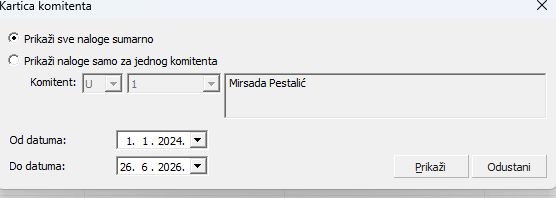 Kartica komitenta
Prikaži sve naloge sumarno
Prikaži naloge samo za jednog komitenta
Komitent: U 1 Mirsada Pestalić
Od datuma: 1. 1. 2024.
Do datuma: 26. 6. 2026. Prikaži Odustani